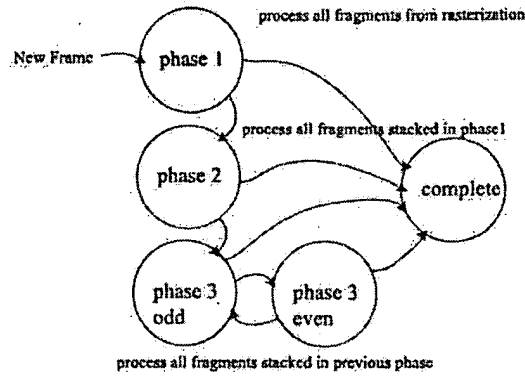 process all fragments from rasterization
New Frame
phase 1
process all fragments stacked in phase1
phase 2
complete
phase 3
odd
phase 3
even
process all fragments stacked in previous phase